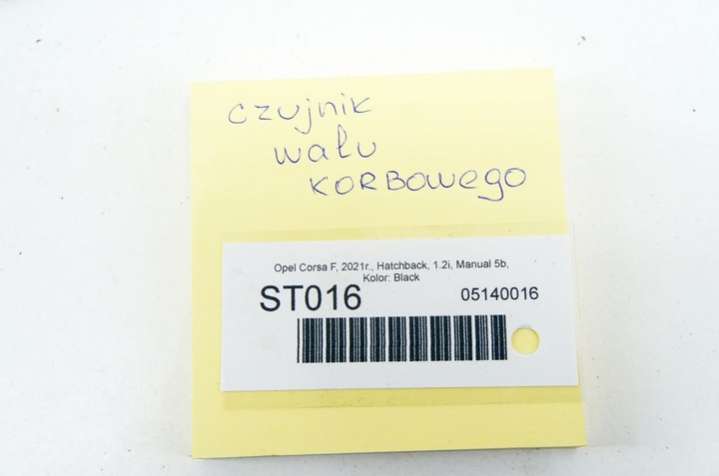 czujnik
wału
KORBOWEGO
Opel Corsa F, 2021r., Hatchback, 1.2i, Manual 5b,
Kolor: Black
ST016
05140016